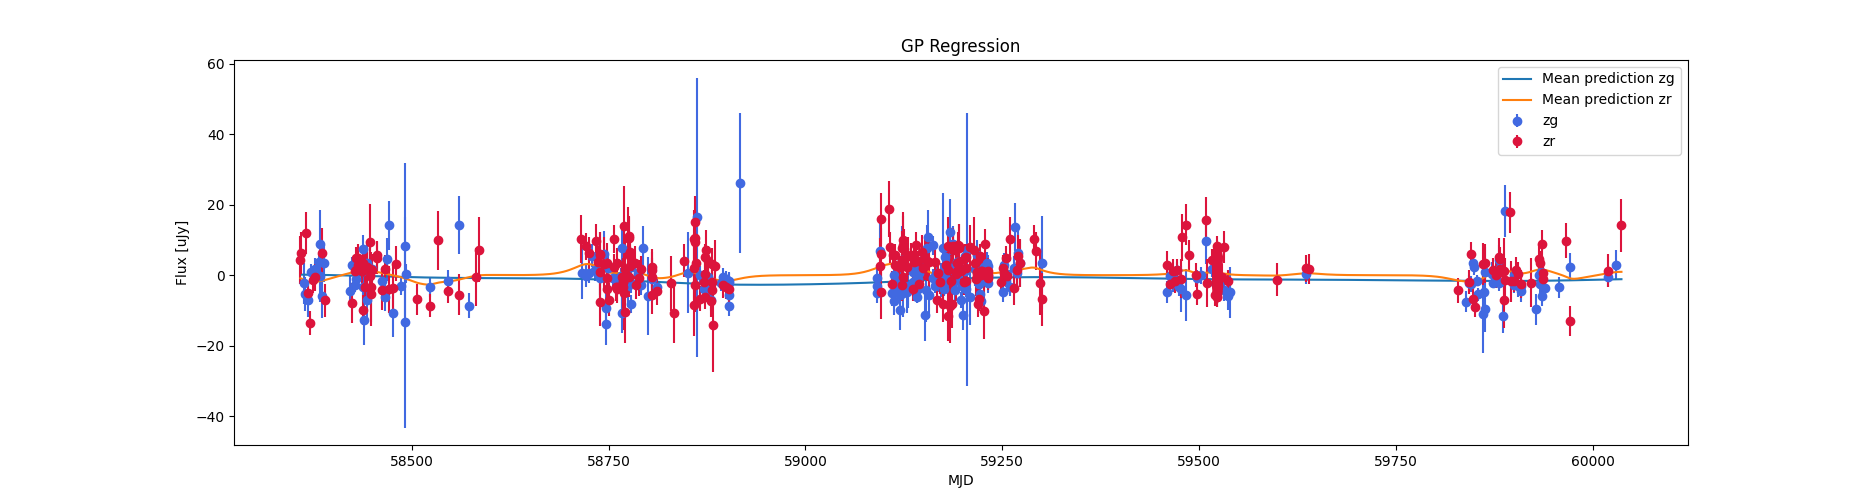 GP Regression
60
40
20
0
−20
−40
Flux [uJy]
58500
58750
59000
59250
59500
59750
60000
MJD
Mean prediction zg
Mean prediction zr
zg
zr